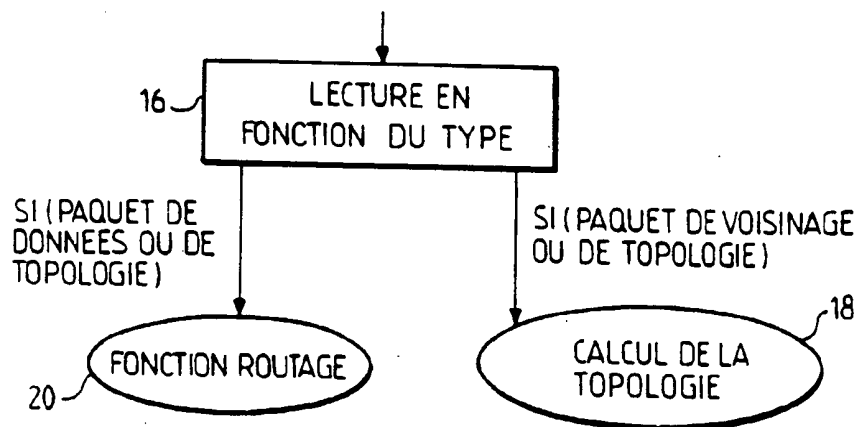 16
LECTURE EN
FONCTION DU TYPE
SI (PAQUET DE
DONNEES OU DE
TOPOLOGIE)
SI (PAQUET DE VOISINAGE
OU DE TOPOLOGIE)
18
FONCTION ROUTAGE
CALCUL DE LA
TOPOLOGIE
20